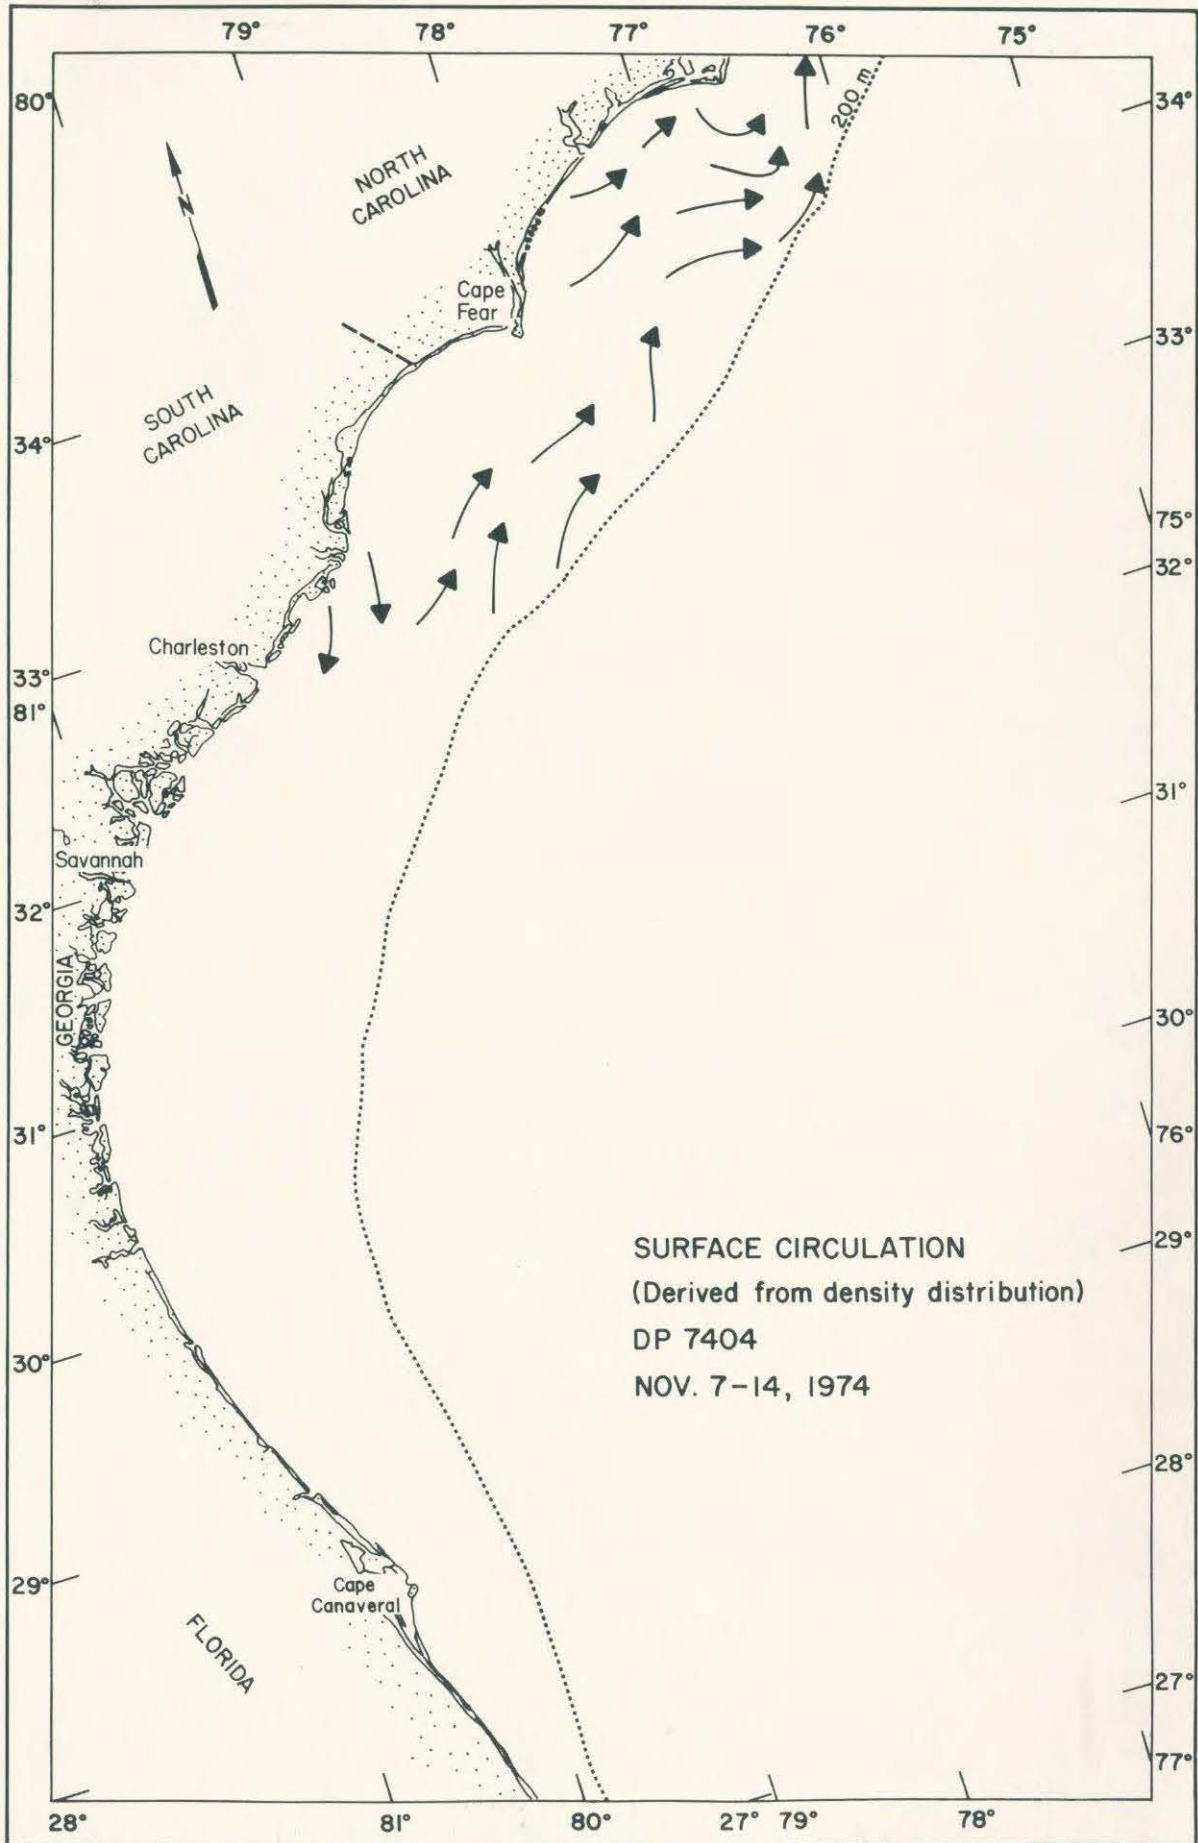 79° 78° 77° 76° 75°
80° 34°
200 m
N
NORTH
CAROLINA
Cape
Fear
33°
SOUTH
CAROLINA
34°
75°
32°
Charleston
33°
81°
31°
Savannah
32°
GEORGIA
30°
31° 76°
SURFACE CIRCULATION
29°
(Derived from density distribution)
DP 7404
30°
NOV. 7-14, 1974
28°
29°
Cape
Canaveral
FLORIDA
27°
77°
28° 81° 80° 27° 79° 78°